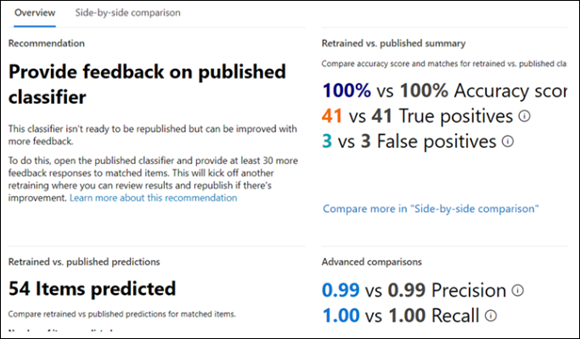 Overview
Side-by-side comparison
Recommendation
Provide feedback on published
classifier
This classifier isn't ready to be republished but can be improved with
more feedback.
To do this, open the published classifier and provide at least 30 more
feedback responses to matched items. This will kick off another
retraining where you can review results and republish if there's
improvement. Learn more about this recommendation
Retrained vs. published summary
Compare accuracy score and matches for retrained vs. published cla
100% vs 100% Accuracy scor
41 vs 41 True positives
3 vs 3 False positives
Compare more in "Side-by-side comparison"
Retrained vs. published predictions
54 Items predicted
Compare retrained vs published predictions for matched items.
Advanced comparisons
0.99 vs 0.99 Precision
1.00 vs 1.00 Recall